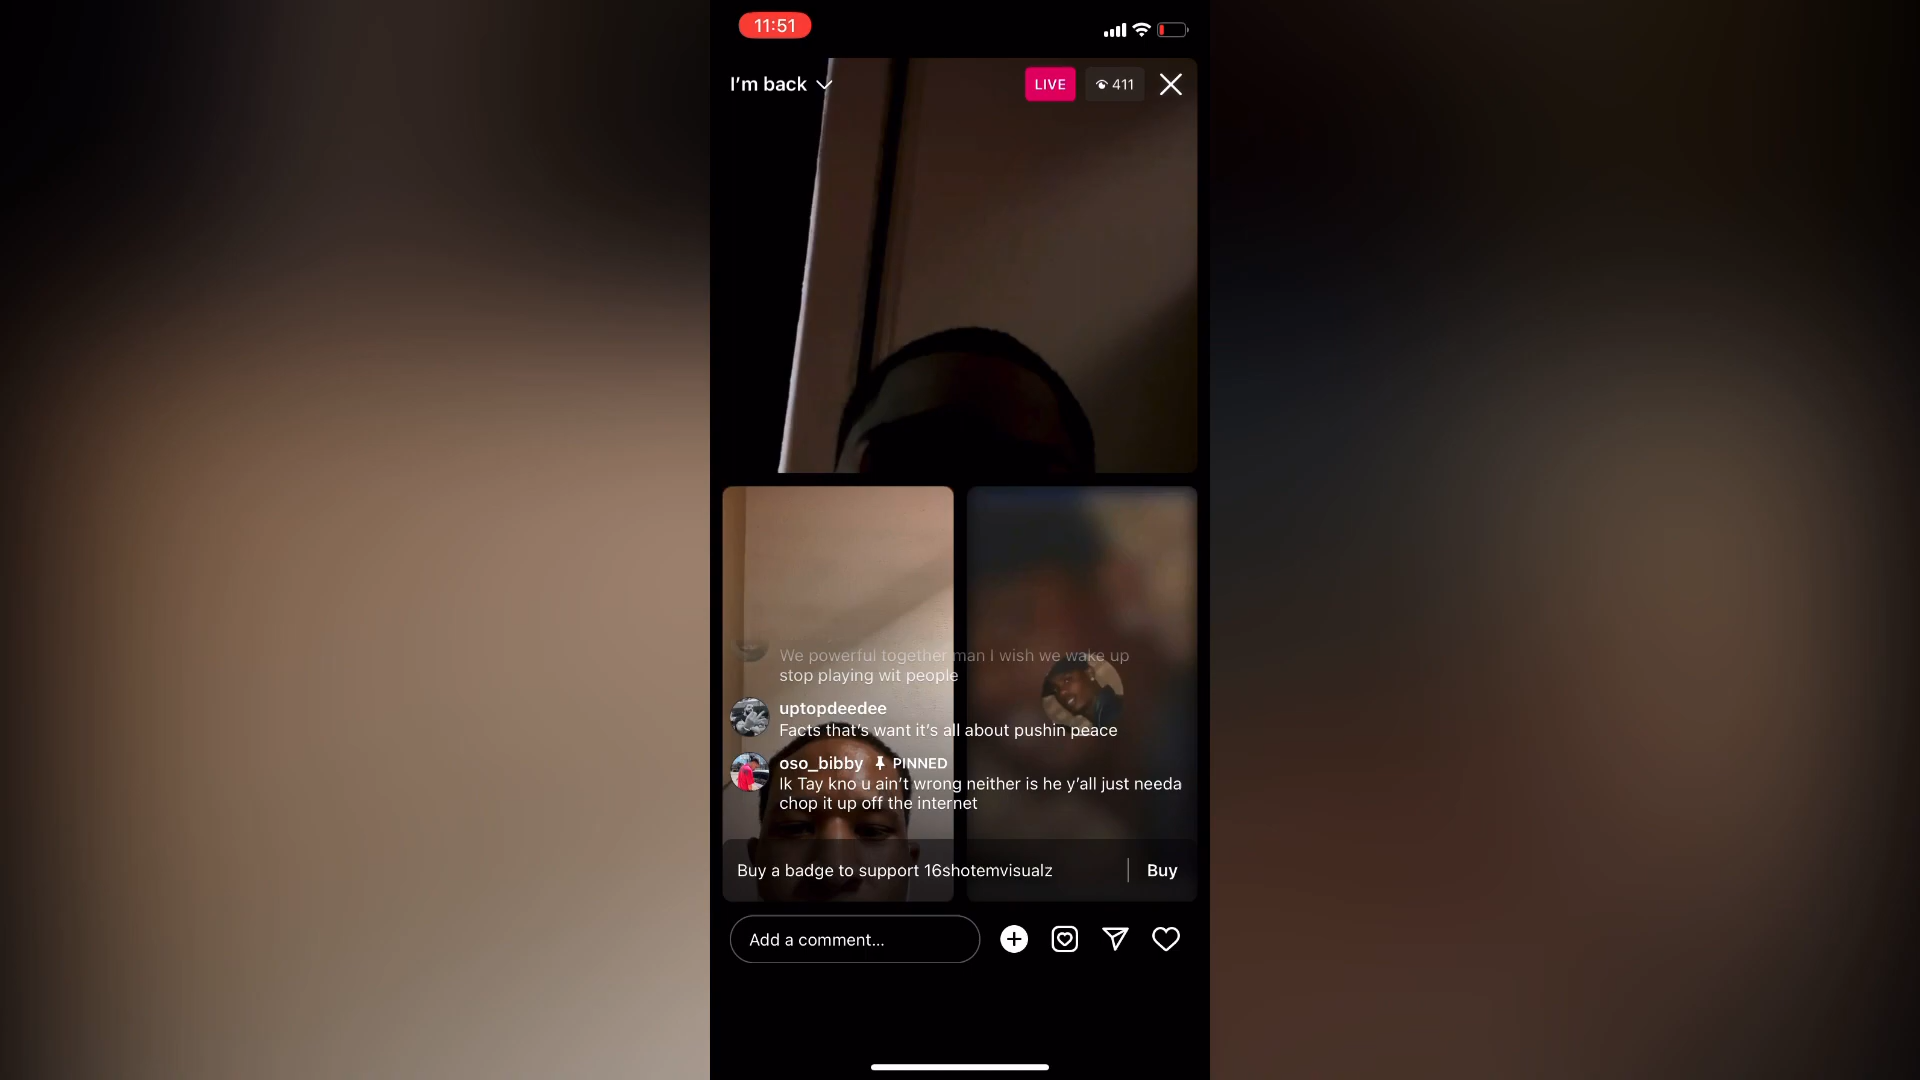 11:51
I'm back
LIVE
411
We powerful together man I wish we wake up
stop playing wit people
uptopdeedee
Facts that's want it's all about pushin peace
oso_bibby PINNED
Ik Tay kno u ain't wrong neither is he y'all just needa
chop it up off the internet
Buy a badge to support 16shotemvisualz Buy
Add a comment...